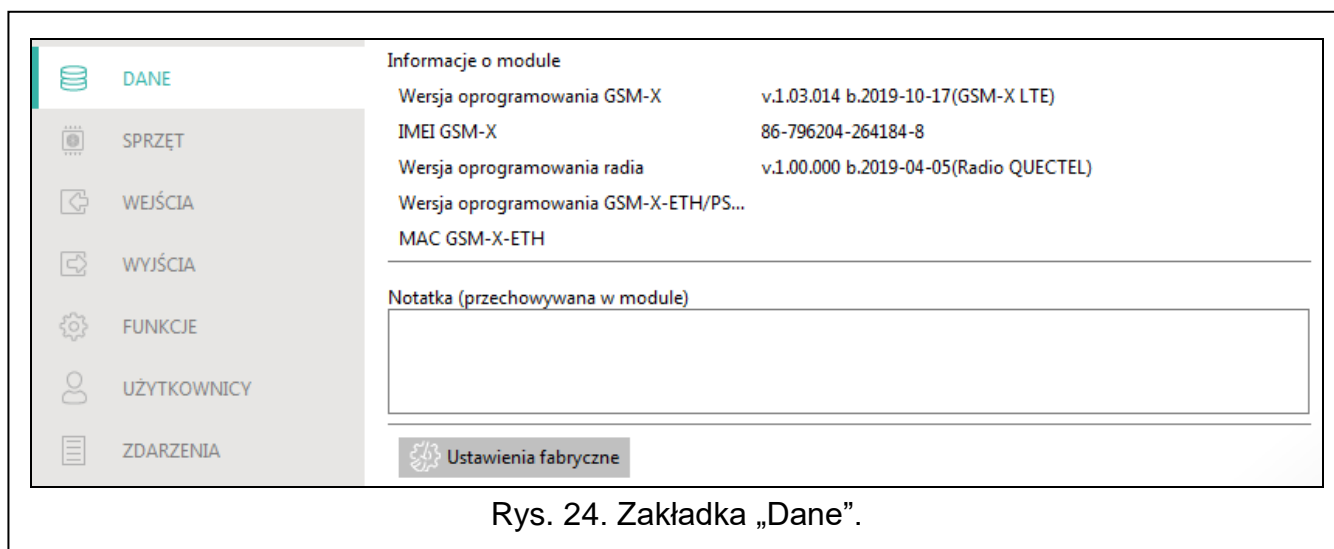 DANE
SPRZĘT
WEJŚCIA
WYJŚCIA
FUNKCJE
UŻYTKOWNICY
ZDARZENIA
Informacje o module
Wersja oprogramowania GSM-X v.1.03.014 b.2019-10-17(GSM-X LTE)
IMEI GSM-X 86-796204-264184-8
Wersja oprogramowania radia v.1.00.000 b.2019-04-05(Radio QUECTEL)
Wersja oprogramowania GSM-X-ETH/PS...
MAC GSM-X-ETH
Notatka (przechowywana w module)
Ustawienia fabryczne
Rys. 24. Zakładka „Dane”.